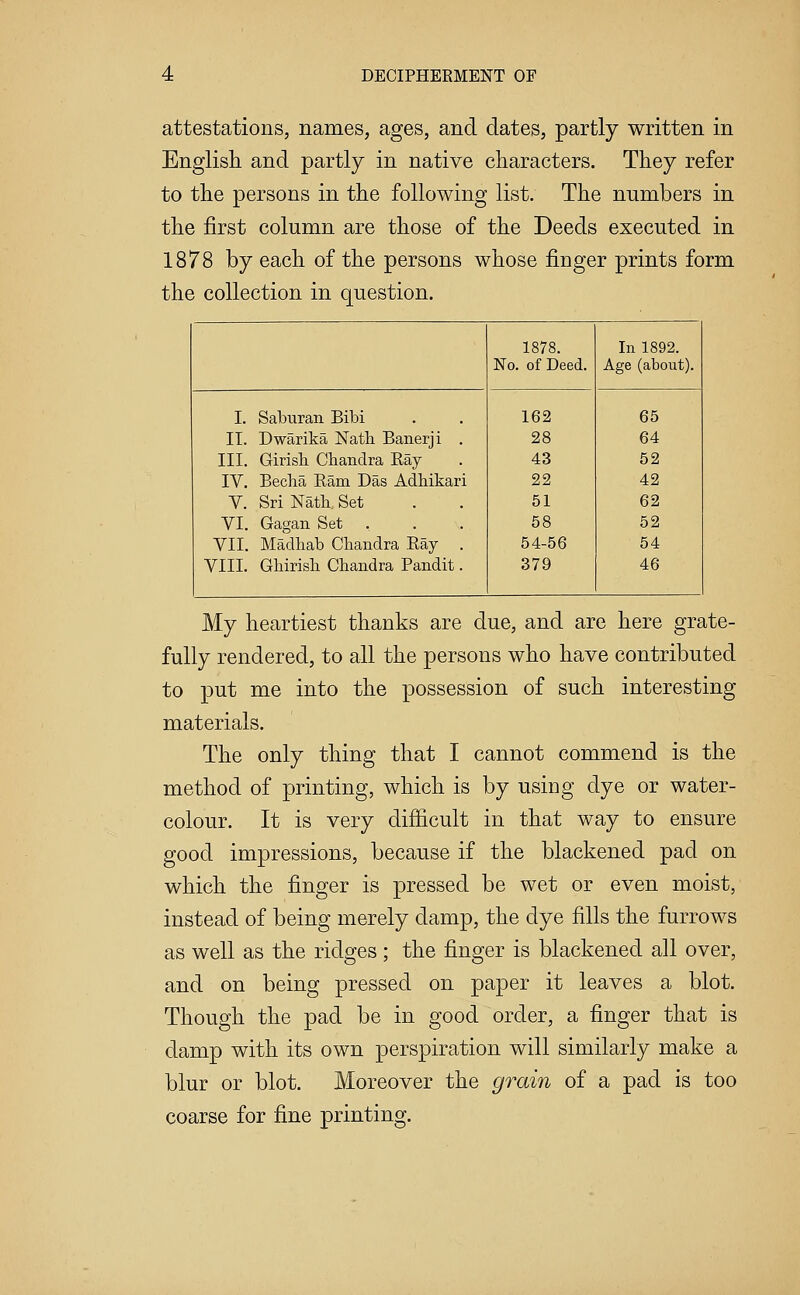 4 DECIPHERMENT OF
attestations, names, ages, and dates, partly written in
English and partly in native characters. They refer
to the persons in the following list. The numbers in
the first column are those of the Deeds executed in
1878 by each of the persons whose finger prints form
the collection in question.
1878. In 1892.
No. of Deed. Age (about).
I. Saburan Bibi . . 162 65
II. Dwārikā Nath Banerji . 28 64
III. Girish Chandra Rāy . 43 52
IV. Bechā Rām Dās Adhikari 22 42
V. Sri Nāth Set . . 51 62
VI. Gagan Set . . . 58 52
VII. Mādhab Chandra Rāy . 54-56 54
VIII. Ghirish Chandra Pandit . 379 46
My heartiest thanks are due, and are here grate-
fully rendered, to all the persons who have contributed
to put me into the possession of such interesting
materials.
The only thing that I cannot commend is the
method of printing, which is by using dye or water-
colour. It is very difficult in that way to ensure
good impressions, because if the blackened pad on
which the finger is pressed be wet or even moist,
instead of being merely damp, the dye fills the furrows
as well as the ridges ; the finger is blackened all over,
and on being pressed on paper it leaves a blot.
Though the pad be in good order, a finger that is
damp with its own perspiration will similarly make a
blur or blot. Moreover the grain of a pad is too
coarse for fine printing.